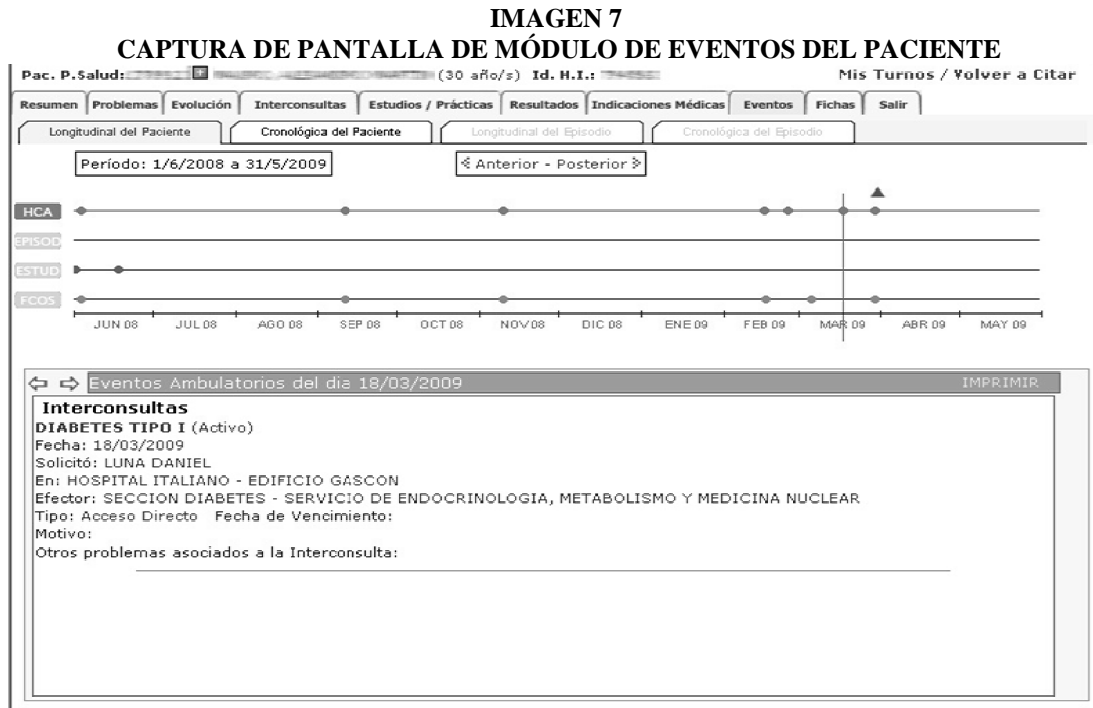 IMAGEN 7
CAPTURA DE PANTALLA DE MÓDULO DE EVENTOS DEL PACIENTE
Pac. P.Salud: (30 año/s) Id. H.I.: Mis Turnos / Volver a Citar
Resumen Problemas Evolución Interconsultas Estudios / Prácticas Resultados Indicaciones Médicas Eventos Fichas Salir
Longitudinal del Paciente Cronológica del Paciente Longitudinal del Episodio Cronológica del Episodio
Período: 1/6/2008 a 31/5/2009 Anterior - Posterior
HCA
EPISOD
ESTUD
FCOS
JUN 08 JUL 08 AGO 08 SEP 08 OCT 08 NOV 08 DIC 08 ENE 09 FEB 09 MAR 09 ABR 09 MAY 09
Eventos Ambulatorios del dia 18/03/2009 IMPRIMIR
Interconsultas
DIABETES TIPO I (Activo)
Fecha: 18/03/2009
Solicitó: LUNA DANIEL
En: HOSPITAL ITALIANO - EDIFICIO GASCON
Efector: SECCION DIABETES - SERVICIO DE ENDOCRINOLOGIA, METABOLISMO Y MEDICINA NUCLEAR
Tipo: Acceso Directo Fecha de Vencimiento:
Motivo:
Otros problemas asociados a la Interconsulta: